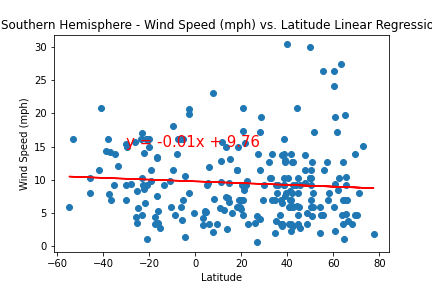 Southern Hemisphere - Wind Speed (mph) vs. Latitude Linear Regressio
30
25
20
15
10
5
0
Wind Speed (mph)
y = -0.01x + 9.76
−60 −40 −20 0 20 40 60 80
Latitude